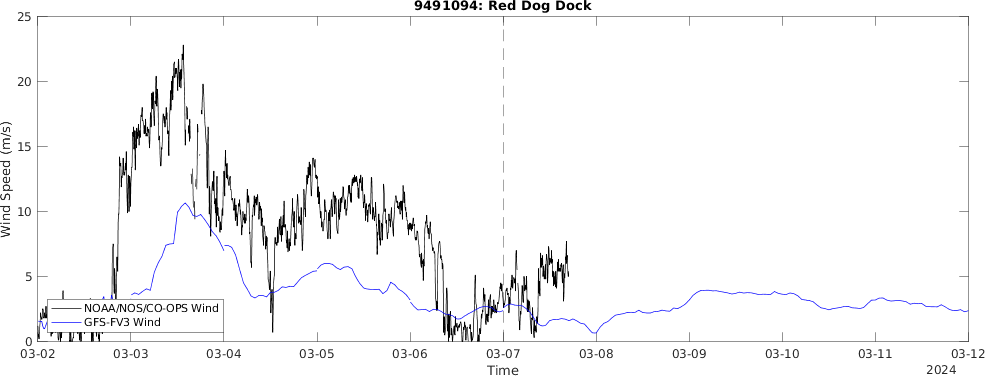 9491094: Red Dog Dock
Wind Speed (m/s)
25
20
15
10
5
0
NOAA/NOS/CO-OPS Wind
GFS-FV3 Wind
03-02 03-03 03-04 03-05 03-06 03-07 03-08 03-09 03-10 03-11 03-12
Time
2024